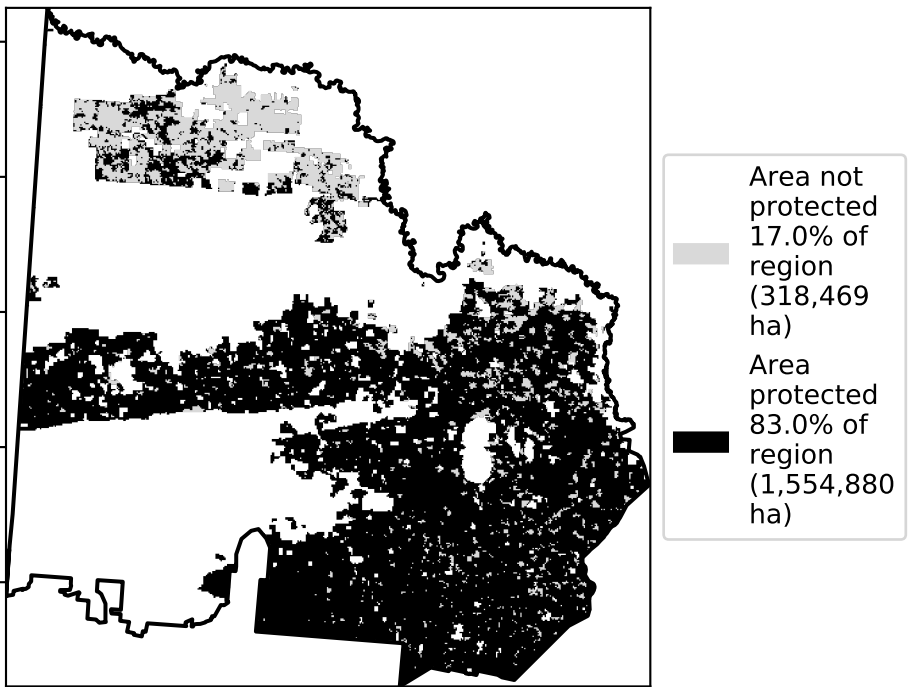 Area not
protected
17.0% of
region
(318,469
ha)
Area
protected
83.0% of
region
(1,554,880
ha)